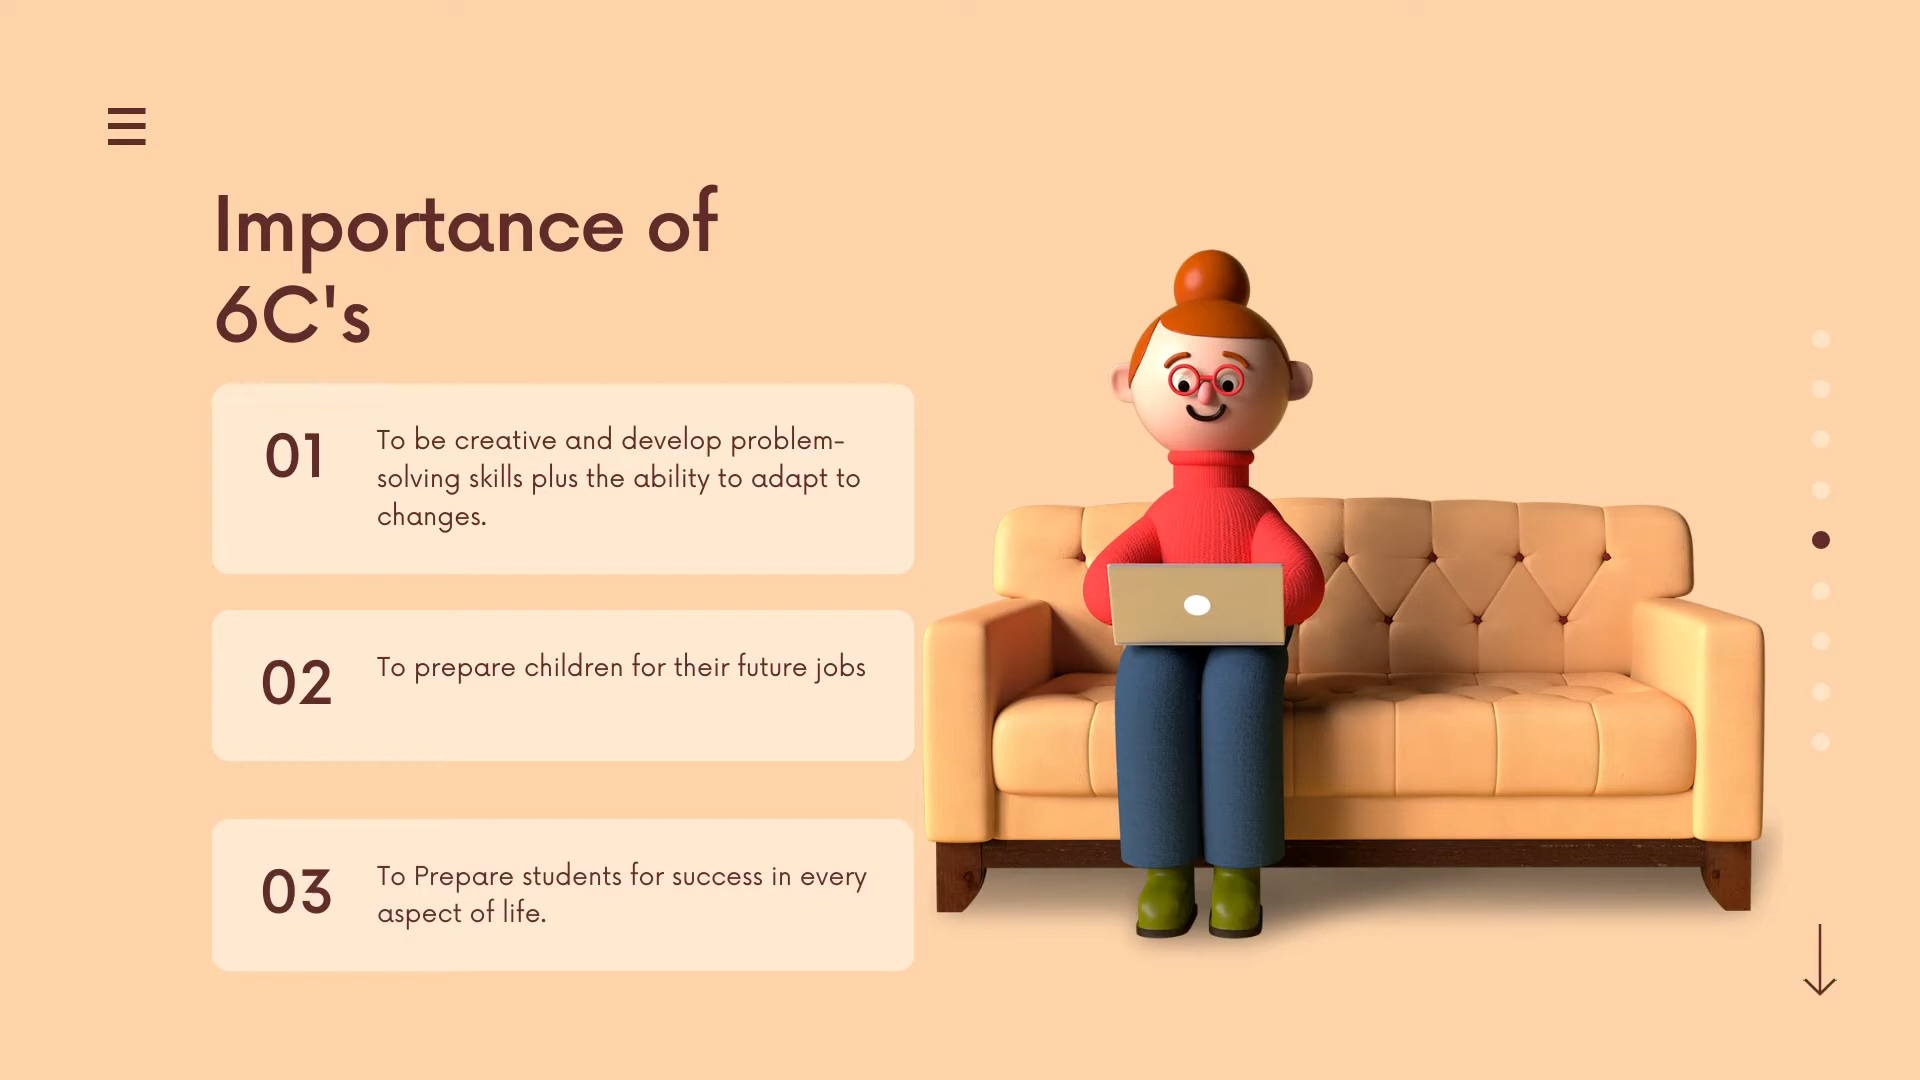 Importance of
6C's
01
To be creative and develop problem-
solving skills plus the ability to adapt to
changes.
02
To prepare children for their future jobs
03
To Prepare students for success in every
aspect of life.